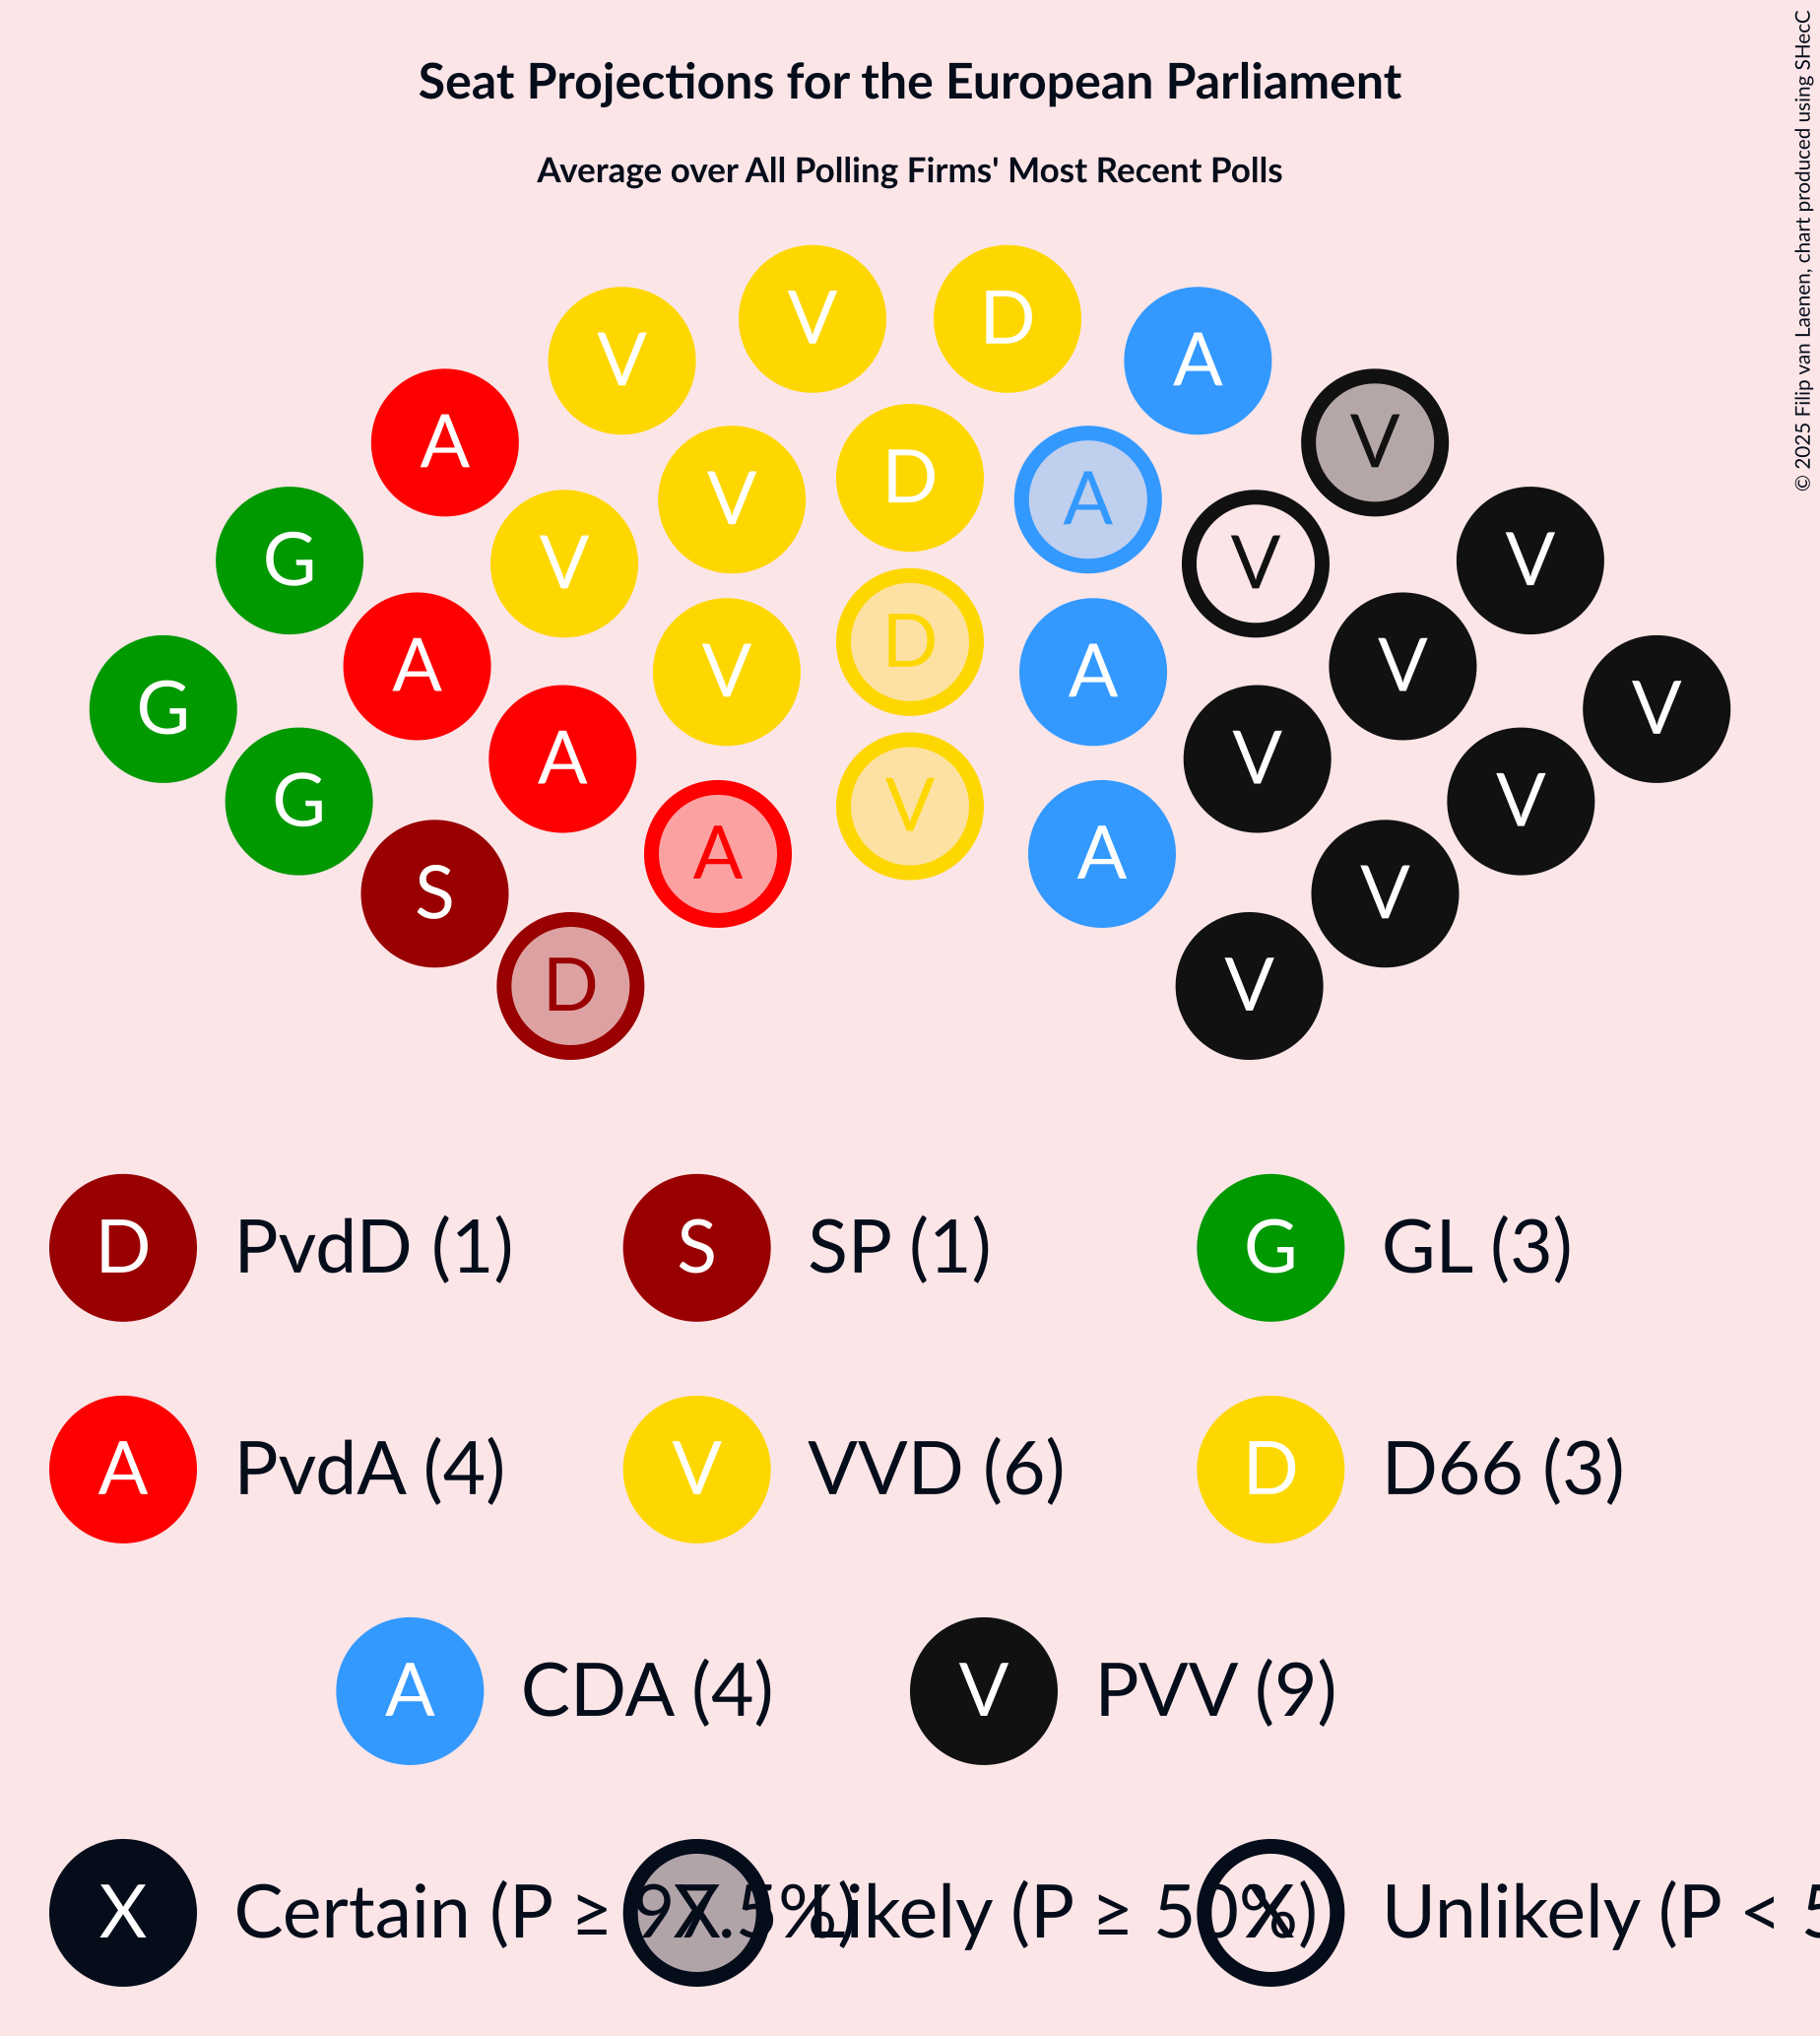 Seat Projections for the European Parliament
Average over All Polling Firms' Most Recent Polls
© 2025 Filip van Laenen, chart produced using SHecC
V V D A
V V
A V D A V
G V D V V
G A V A V
G A V V V
S A A V
D V
D PvdD (1) S SP (1) G GL (3)
A PvdA (4) V VVD (6) D D66 (3)
A CDA (4) V PVV (9)
X Certain (P ≥ 97.5%) X Likely (P ≥ 50%) X Unlikely (P < 5